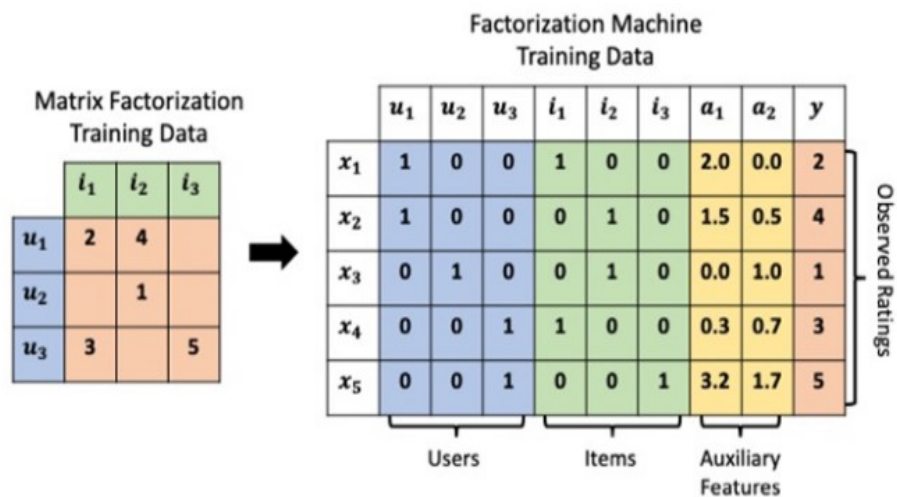 Factorization Machine
Training Data
Matrix Factorization
Training Data
i₁ i₂ i₃
u₁ 2 4
u₂ 1
u₃ 3 5
u₁ u₂ u₃ i₁ i₂ i₃ a₁ a₂ y
x₁ 1 0 0 1 0 0 2.0 0.0 2
x₂ 1 0 0 0 1 0 1.5 0.5 4
x₃ 0 1 0 0 1 0 0.0 1.0 1
x₄ 0 0 1 1 0 0 0.3 0.7 3
x₅ 0 0 1 0 0 1 3.2 1.7 5
Observed Ratings
Users Items Auxiliary
Features